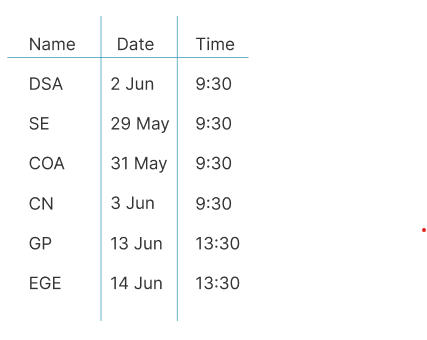 Name Date Time
DSA 2 Jun 9:30
SE 29 May 9:30
COA 31 May 9:30
CN 3 Jun 9:30
GP 13 Jun 13:30
EGE 14 Jun 13:30